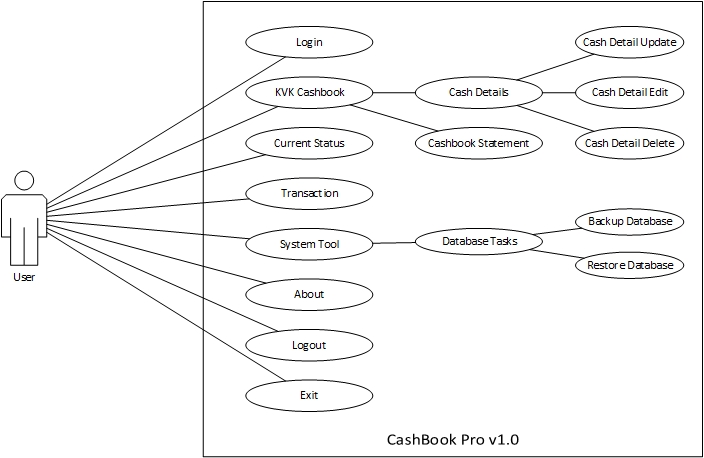 Login
Cash Detail Update
KVK Cashbook
Cash Details
Cash Detail Edit
Current Status
Cashbook Statement
Cash Detail Delete
Transaction
Backup Database
System Tool
Database Tasks
Restore Database
User
About
Logout
Exit
CashBook Pro v1.0